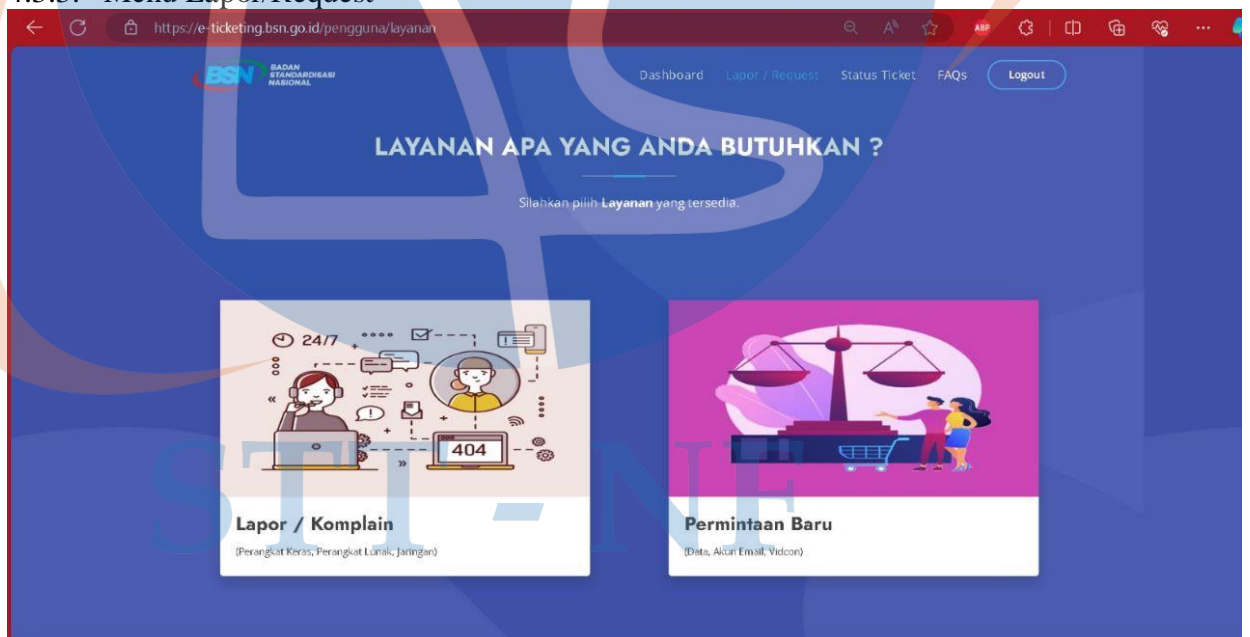 4.3.3. Menu Lapor/Request
https://e-ticketing.bsn.go.id/pengguna/layanan
ABP
BSN BADAN STANDARDISASI NASIONAL
Dashboard Lapor / Request Status Ticket FAQs Logout
LAYANAN APA YANG ANDA BUTUHKAN ?
Silahkan pilih Layanan yang tersedia.
24/7
404
STT - NF
Lapor / Komplain
(Perangkat Keras, Perangkat Lunak, Jaringan)
Permintaan Baru
(Data, Akun Email, Vidcon)